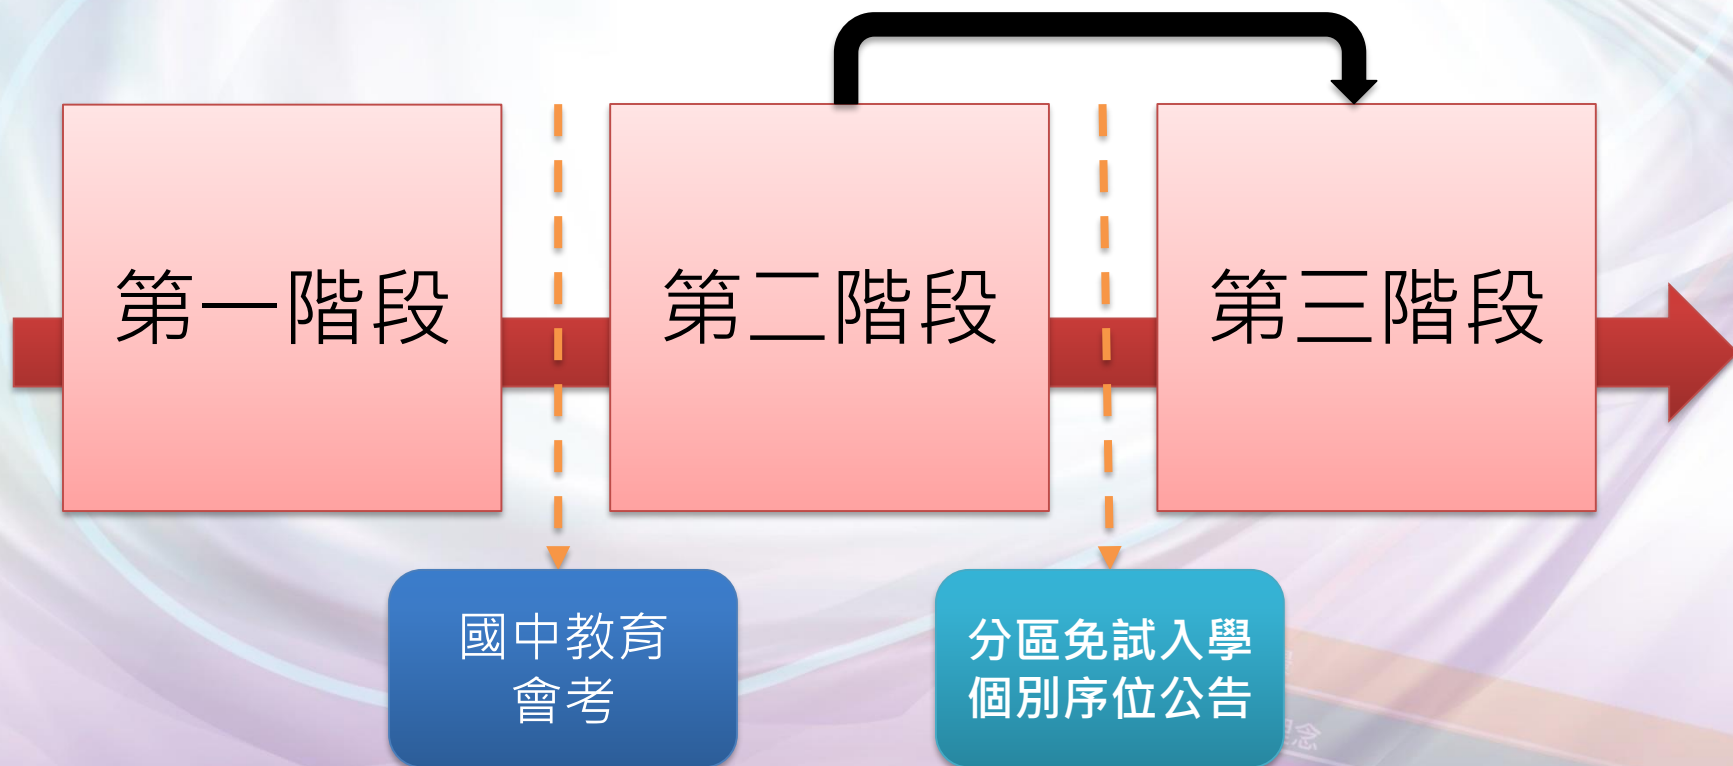 第一階段
第二階段
第三階段
國中教育
會考
分區免試入學
個別序位公告
念